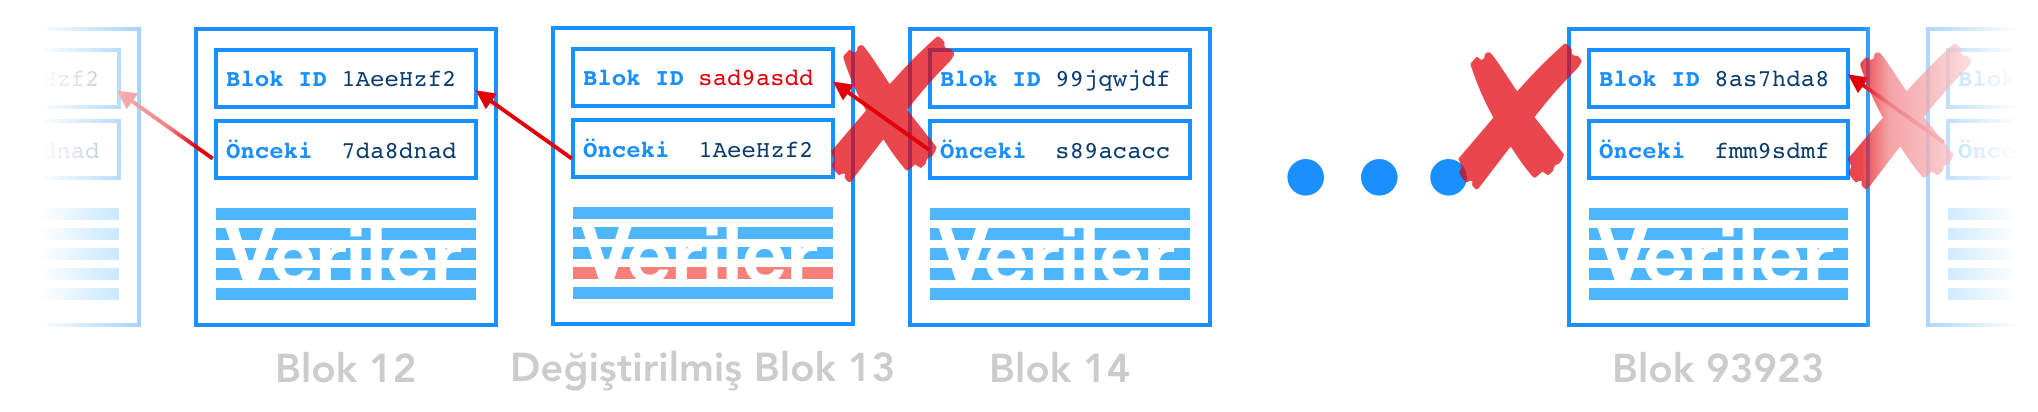 Hzf2
dnad
Blok ID 1AeeHzf2
Önceki 7da8dnad
Veriler
Blok 12
Blok ID sad9asdd
Önceki 1AeeHzf2
Veriler
Değiştirilmiş Blok 13
Blok ID 99jqwjdf
Önceki s89acacc
Veriler
Blok 14
Blok ID 8as7hda8
Önceki fmm9sdmf
Veriler
Blok 93923
Blok
Önce